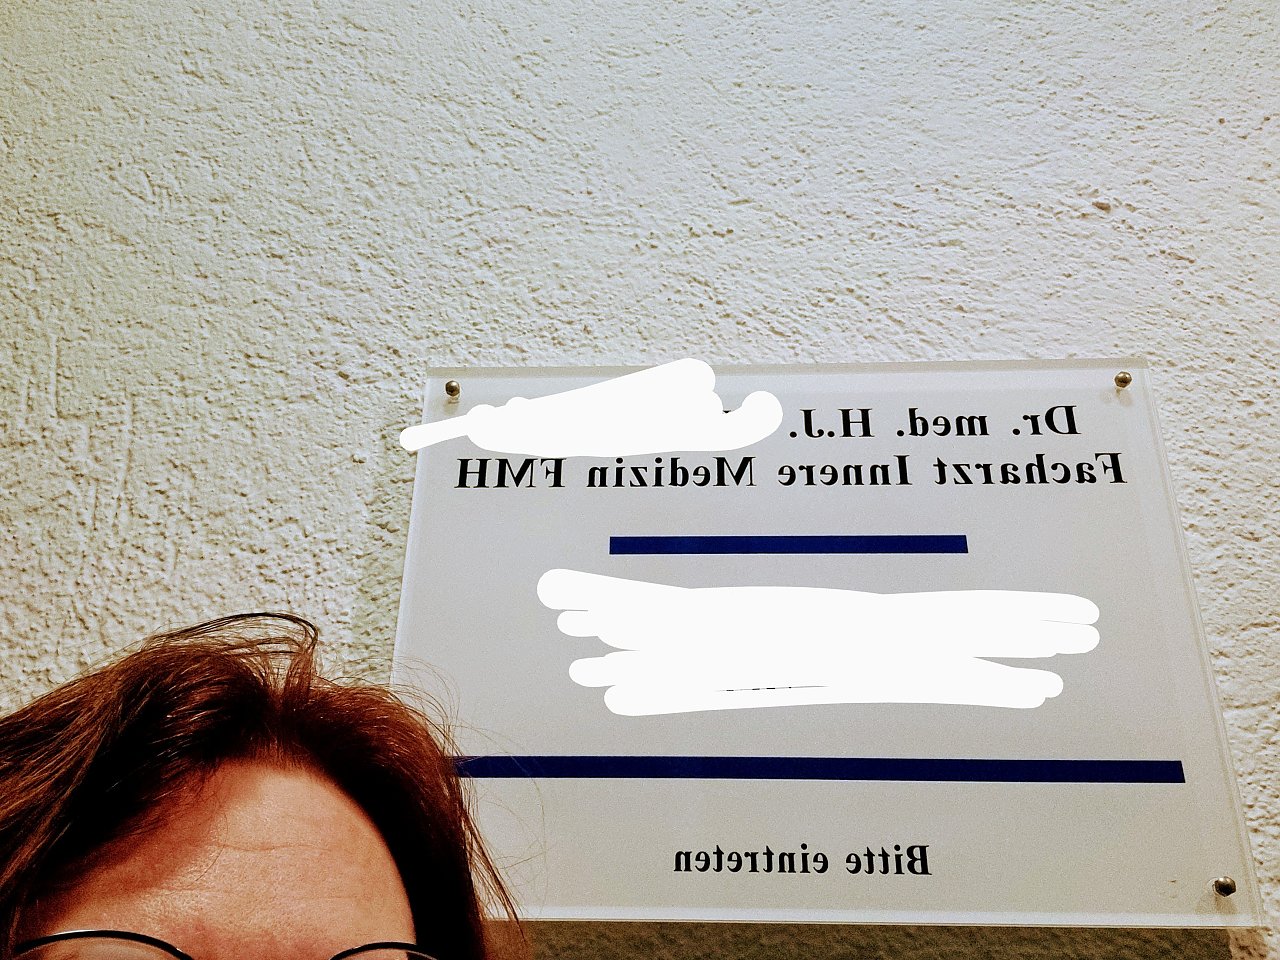 Dr. med. H.J.
Facharzt Innere Medizin FMH
Bitte eintreten